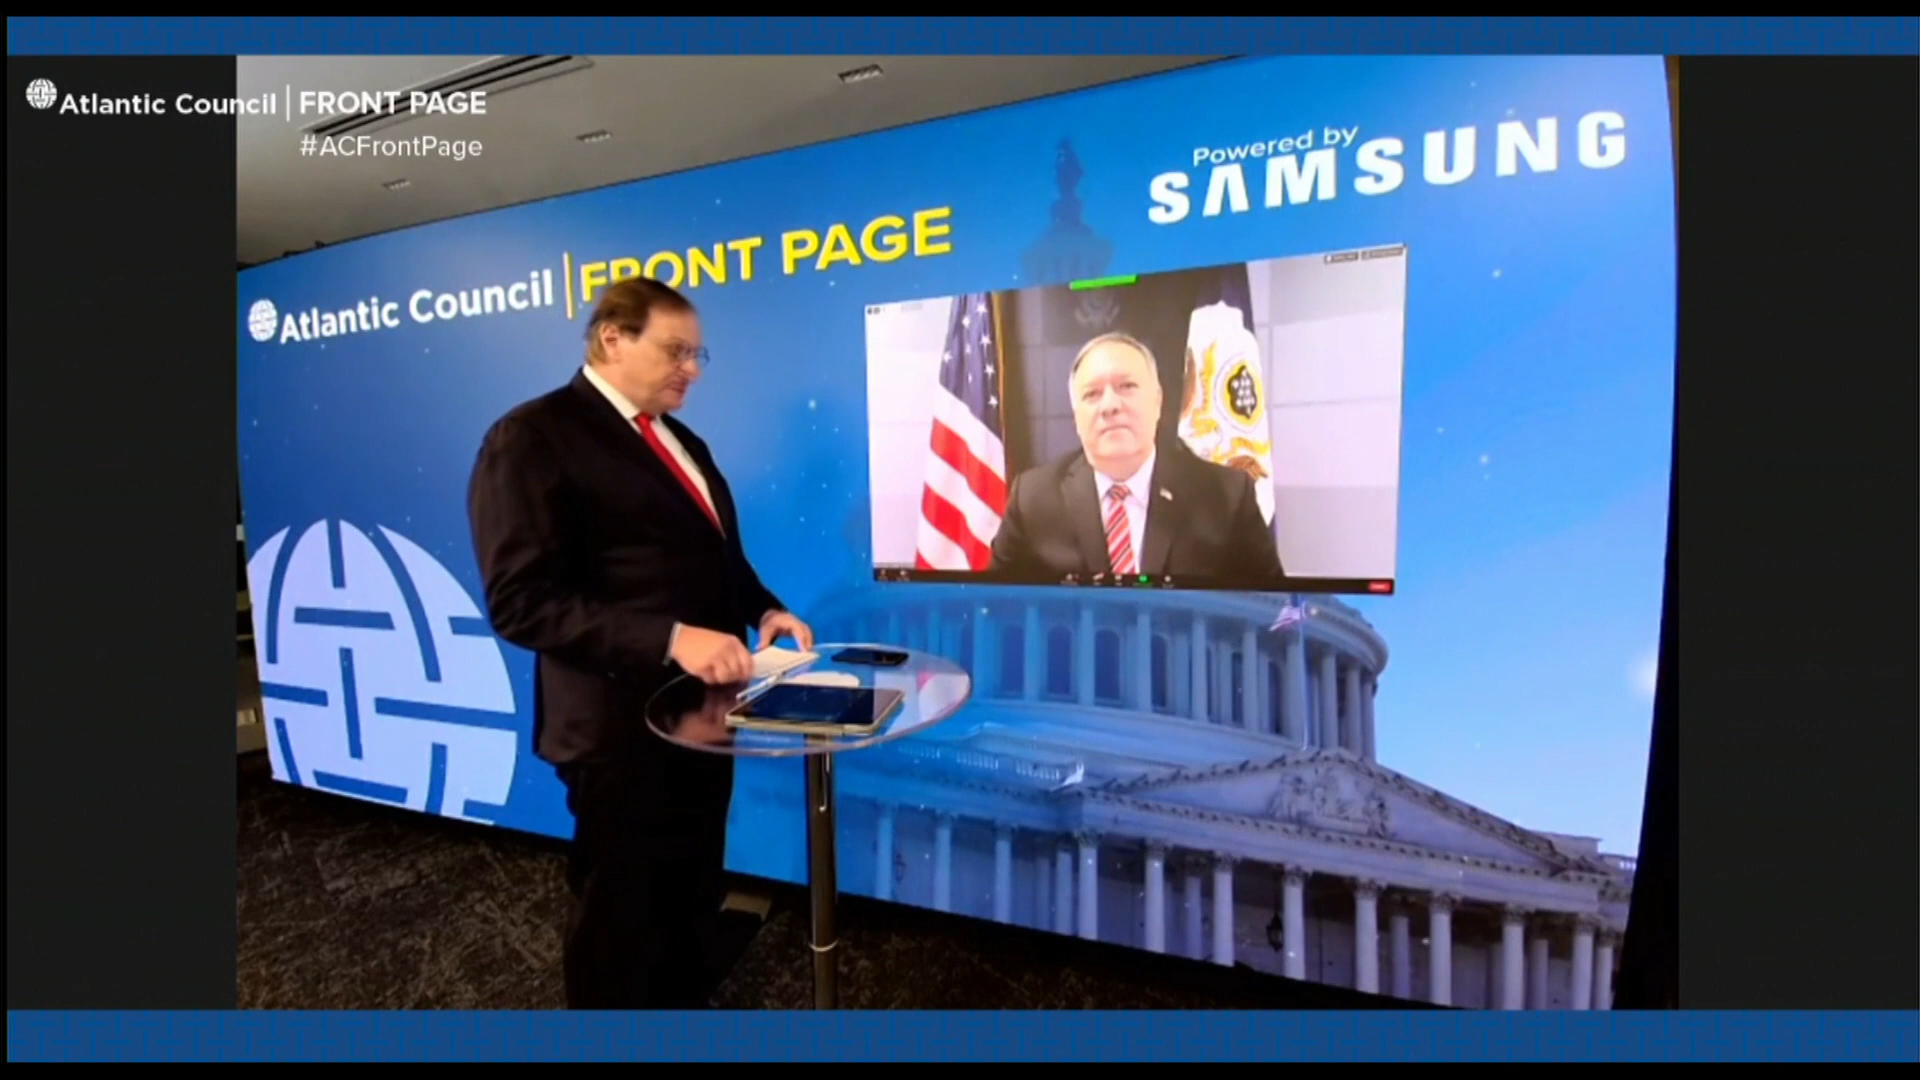 Atlantic Council | FRONT PAGE
#ACFrontPage
Powered by
SAMSUNG
Atlantic Council | FRONT PAGE